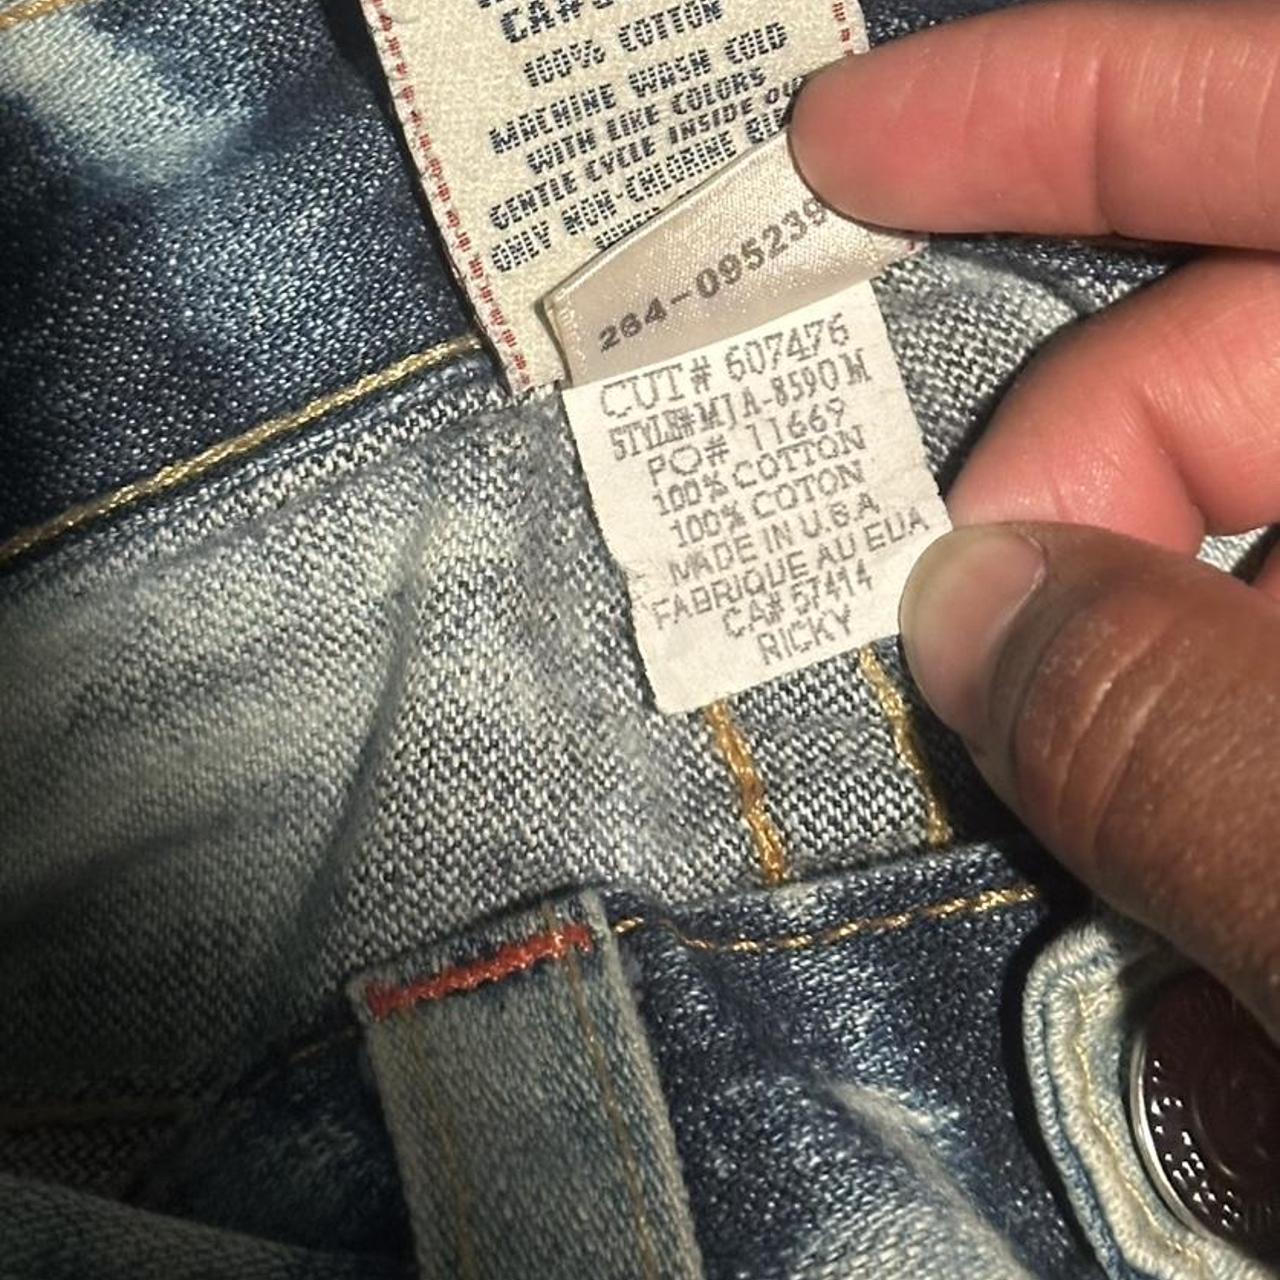 100% COTTON
MACHINE WASH COLD
WITH LIKE COLORS
GENTLE CYCLE INSIDE
ONLY NON-CHLORINE
264-095239
CUT# 607476
STYLE#MJA-8590M
PO# 11669
100% COTTON
100% COTON
MADE IN U.S.A
FABRIQUE AU EUA
CA# 57414
RICKY